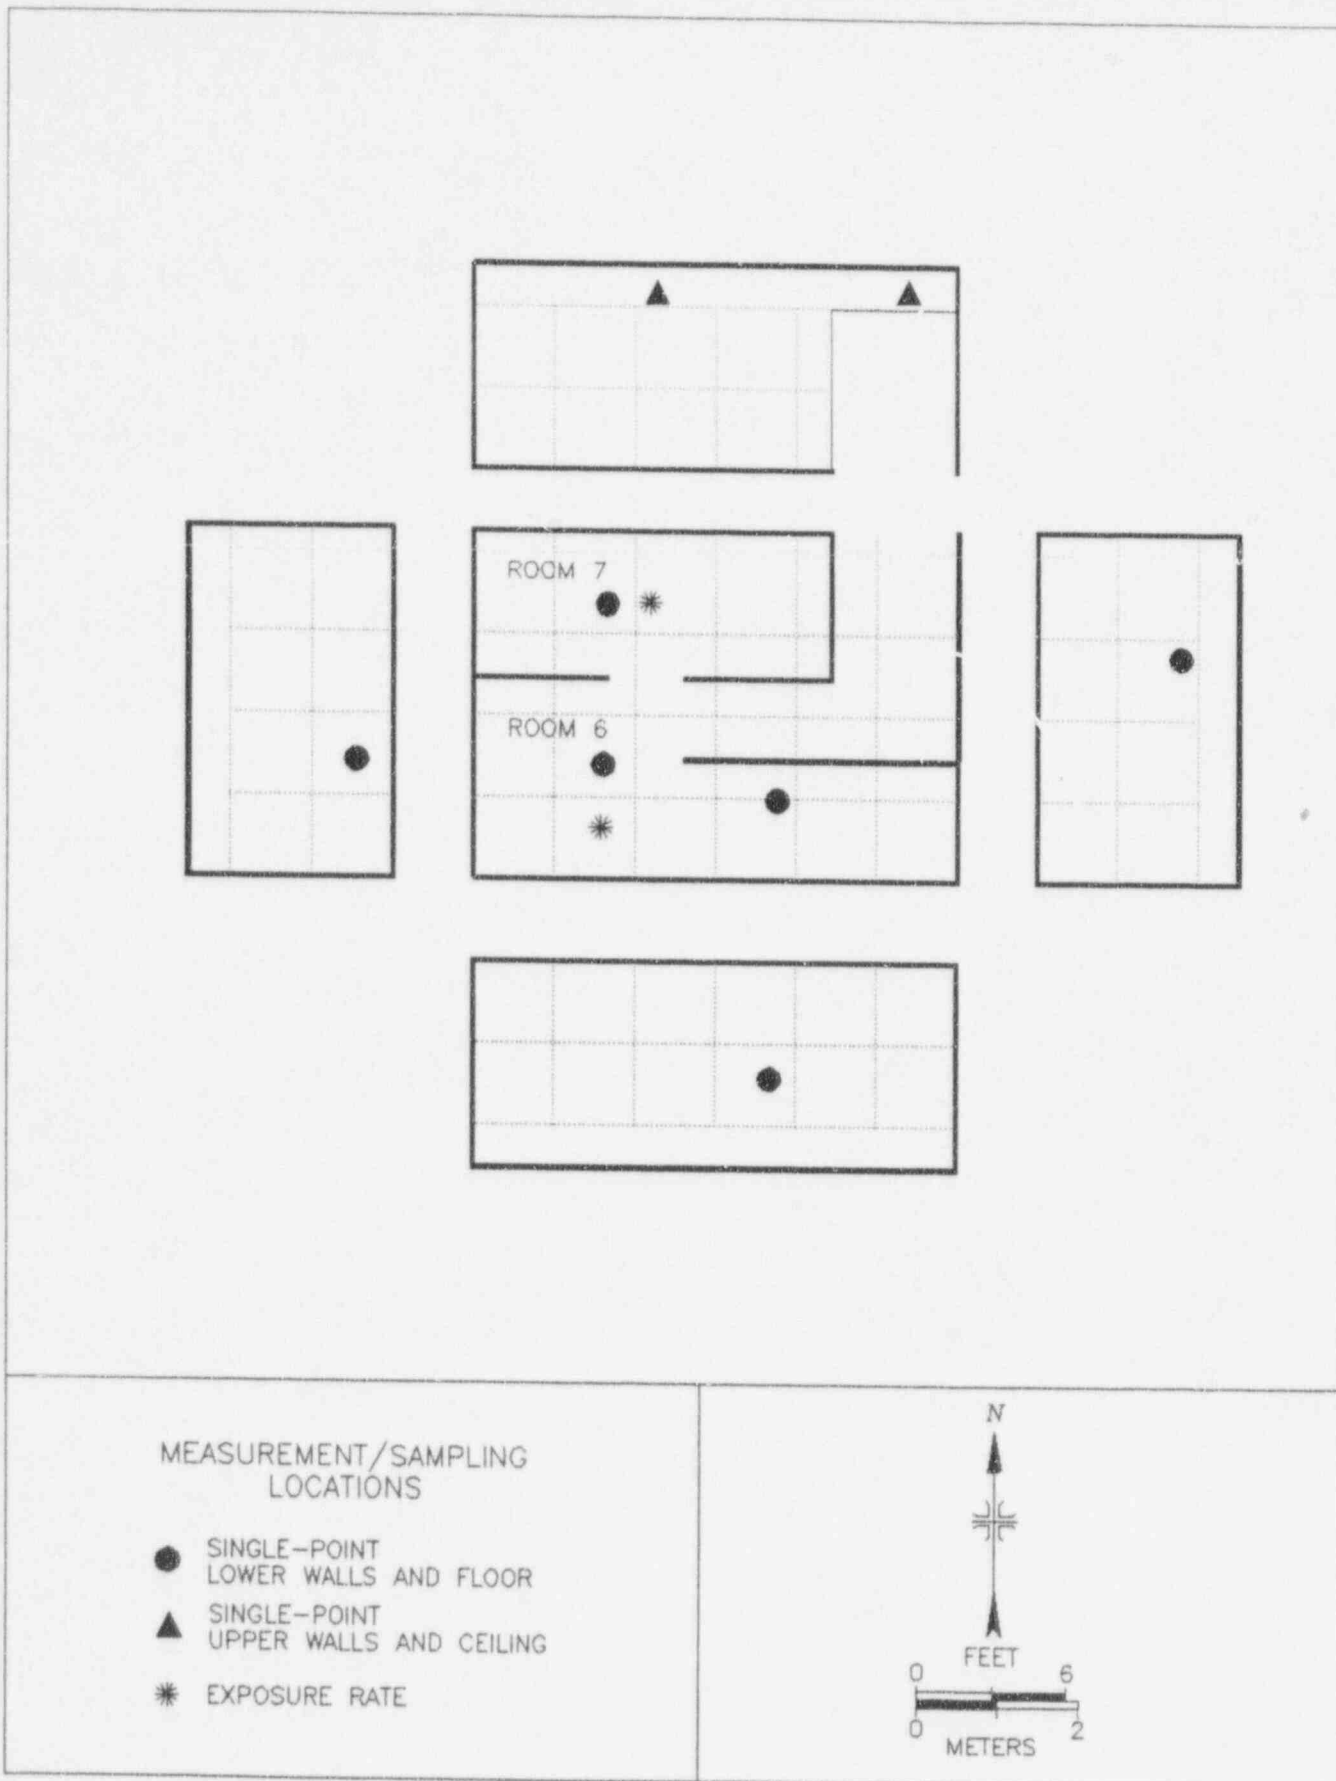 ROOM 7
ROOM 6
MEASUREMENT/SAMPLING
LOCATIONS
SINGLE-POINT
LOWER WALLS AND FLOOR
SINGLE-POINT
UPPER WALLS AND CEILING
EXPOSURE RATE
N
FEET
0 6
0 2
METERS